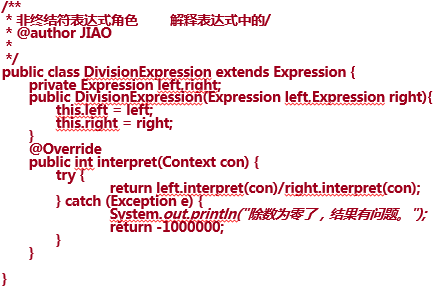 /**
 * 非终结符表达式角色      解释表达式中的/
 * @author JIAO
 *
 */
public class DivisionExpression extends Expression {
    private Expression left,right;
    public DivisionExpression(Expression left,Expression right){
        this.left = left;
        this.right = right;
    }
    @Override
    public int interpret(Context con) {
        try {
            return left.interpret(con)/right.interpret(con);
        } catch (Exception e) {
            System.out.println("除数为零了，结果有问题。");
            return -1000000;
        }
    }
}